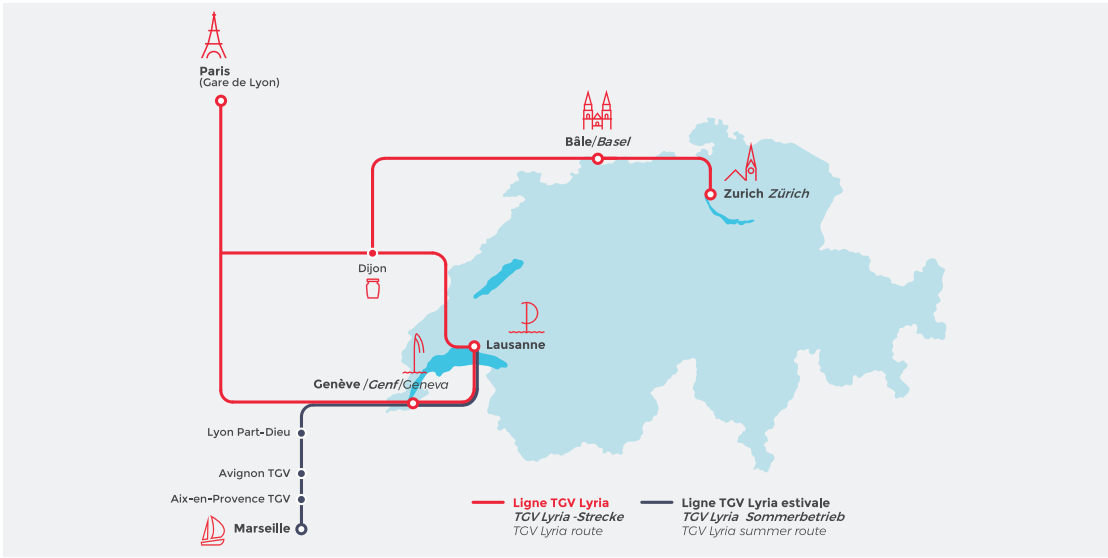 Paris
(Gare de Lyon)
Bâle/Basel
Zurich Zürich
Dijon
Lausanne
Genève /Genf/Geneva
Lyon Part-Dieu
Avignon TGV
Aix-en-Provence TGV
Marseille
Ligne TGV Lyria
TGV Lyria -Strecke
TGV Lyria route
Ligne TGV Lyria estivale
TGV Lyria Sommerbetrieb
TGV Lyria summer route